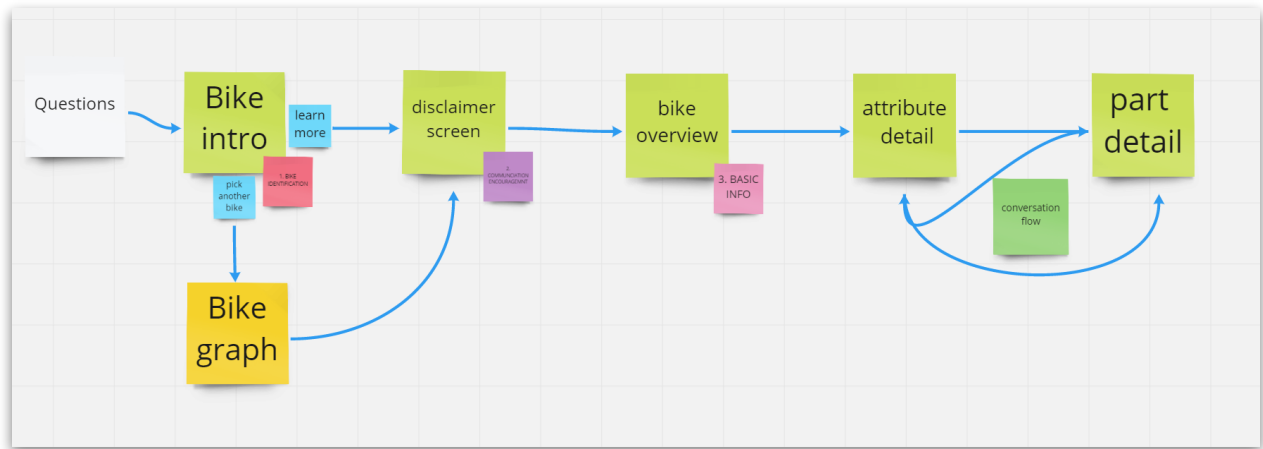 Questions
Bike
intro
learn
more
1. BIKE
IDENTIFICATION
pick
another
bike
Bike
graph
disclaimer
screen
2.
COMMUNICATION
ENCOURAGEMNT
bike
overview
3. BASIC
INFO
attribute
detail
conversation
flow
part
detail